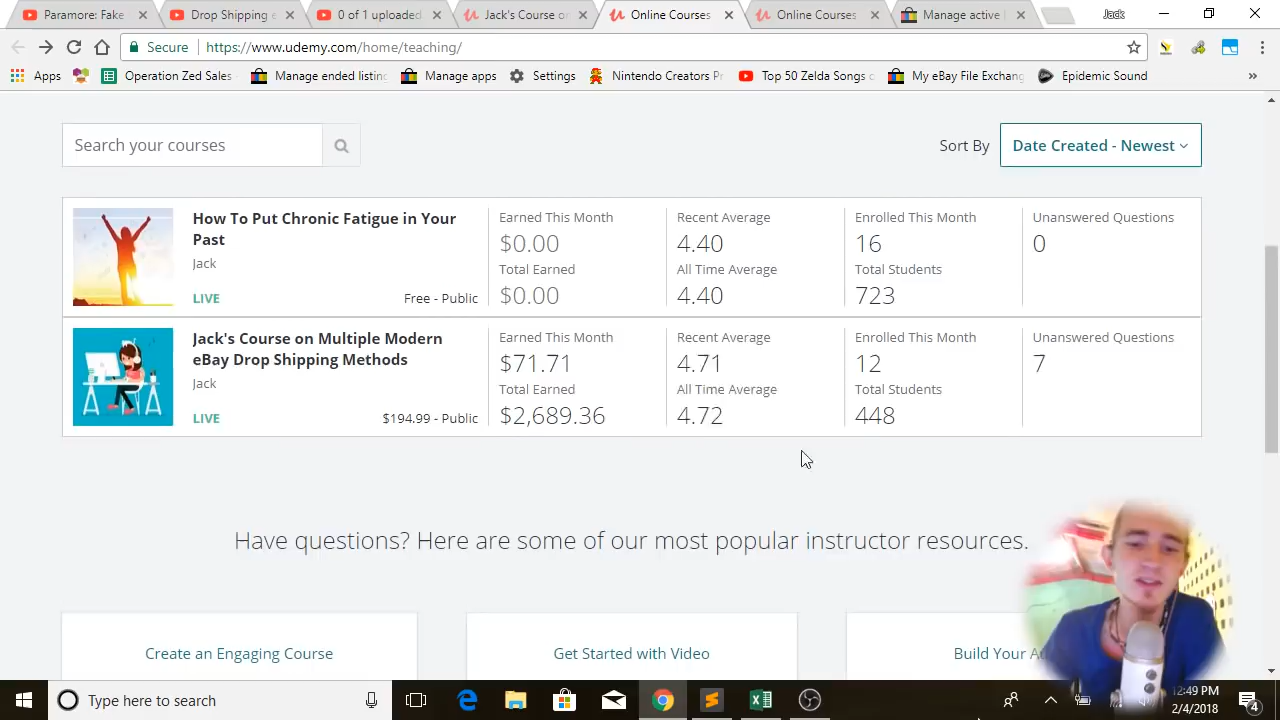 Paramore: Fake
Drop Shipping e
0 of 1 uploaded
Jack's Course on
Online Courses
Online Courses
Manage active l
Jack
Secure
https://www.udemy.com/home/teaching/
Apps
Operation Zed Sales
Manage ended listing
Manage apps
Settings
Nintendo Creators Pr
Top 50 Zelda Songs o
My eBay File Exchang
Epidemic Sound
»
Search your courses
Sort By
Date Created - Newest
How To Put Chronic Fatigue in Your
Past
Jack
LIVE
Free - Public
Earned This Month
$0.00
Total Earned
$0.00
Recent Average
4.40
All Time Average
4.40
Enrolled This Month
16
Total Students
723
Unanswered Questions
0
Jack's Course on Multiple Modern
eBay Drop Shipping Methods
Jack
LIVE
$194.99 - Public
Earned This Month
$71.71
Total Earned
$2,689.36
Recent Average
4.71
All Time Average
4.72
Enrolled This Month
12
Total Students
448
Unanswered Questions
7
Have questions? Here are some of our most popular instructor resources.
Create an Engaging Course
Get Started with Video
Build Your
Type here to search
12:49 PM
2/4/2018
4